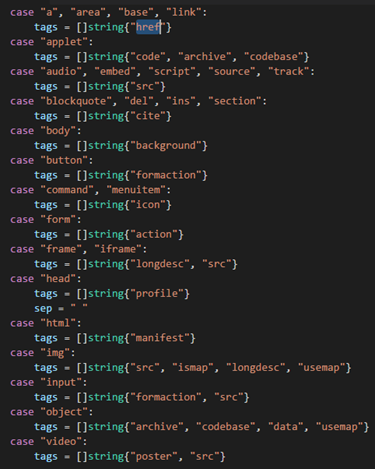 case "a", "area", "base", "link":
    tags = []string{"href"}
case "applet":
    tags = []string{"code", "archive", "codebase"}
case "audio", "embed", "script", "source", "track":
    tags = []string{"src"}
case "blockquote", "del", "ins", "section":
    tags = []string{"cite"}
case "body":
    tags = []string{"background"}
case "button":
    tags = []string{"formaction"}
case "command", "menuitem":
    tags = []string{"icon"}
case "form":
    tags = []string{"action"}
case "frame", "iframe":
    tags = []string{"longdesc", "src"}
case "head":
    tags = []string{"profile"}
    sep = " "
case "html":
    tags = []string{"manifest"}
case "img":
    tags = []string{"src", "ismap", "longdesc", "usemap"}
case "input":
    tags = []string{"formaction", "src"}
case "object":
    tags = []string{"archive", "codebase", "data", "usemap"}
case "video":
    tags = []string{"poster", "src"}